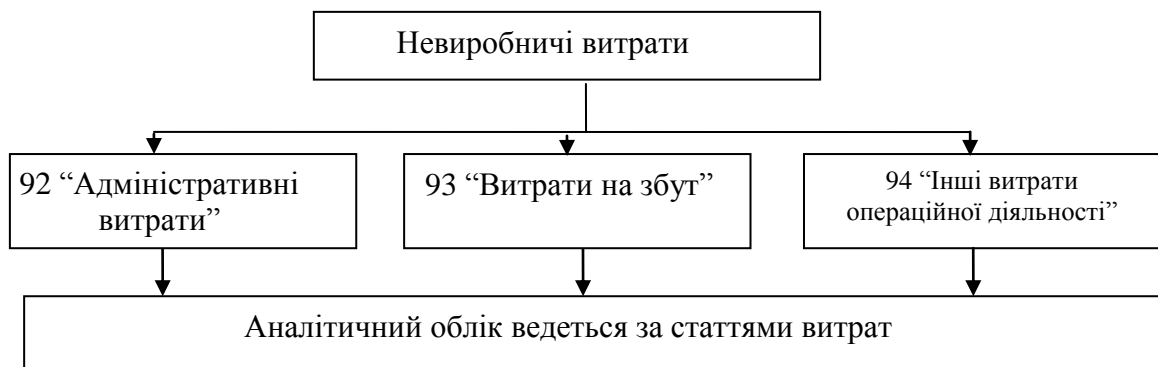 Невиробничі витрати
92 “Адміністративні
витрати”
93 “Витрати на збут”
94 “Інші витрати
операційної діяльності”
Аналітичний облік ведеться за статтями витрат